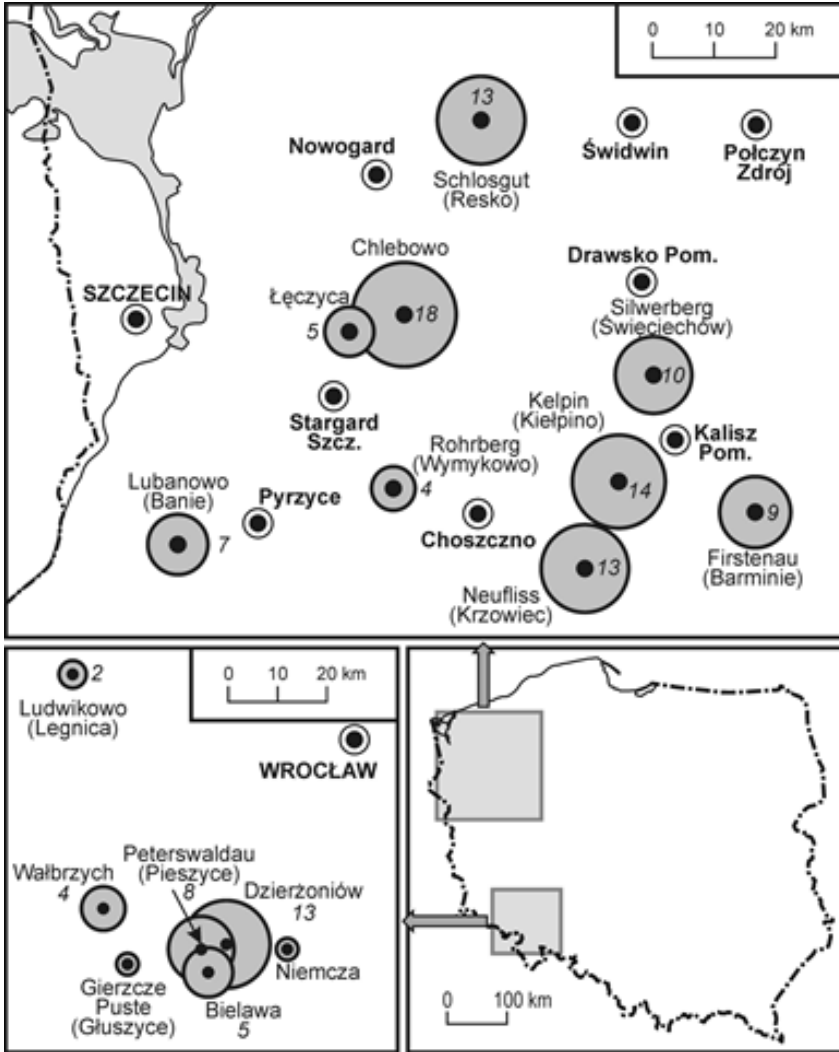 0 10 20 km
13
Schlosgut
(Resko)
Nowogard
Świdwin
Połczyn
Zdrój
Chlebowo
18
Łęczyca
5
SZCZECIN
Drawsko Pom.
Silwerberg
(Święciechów)
10
Stargard
Szcz.
Kelpin
(Kiełpino)
14
Kalisz
Pom.
Rohrberg
(Wymykowo)
4
Lubanowo
(Banie)
7
Pyrzyce
Choszczno
9
Firstenau
(Barminie)
13
Neufliss
(Krzowiec)
2
Ludwikowo
(Legnica)
0 10 20 km
WROCŁAW
Wałbrzych
4
Peterswaldau
(Pieszyce)
8
Dzierżoniów
13
Gierzcze
Puste
(Głuszyce)
Bielawa
5
Niemcza
0 100 km